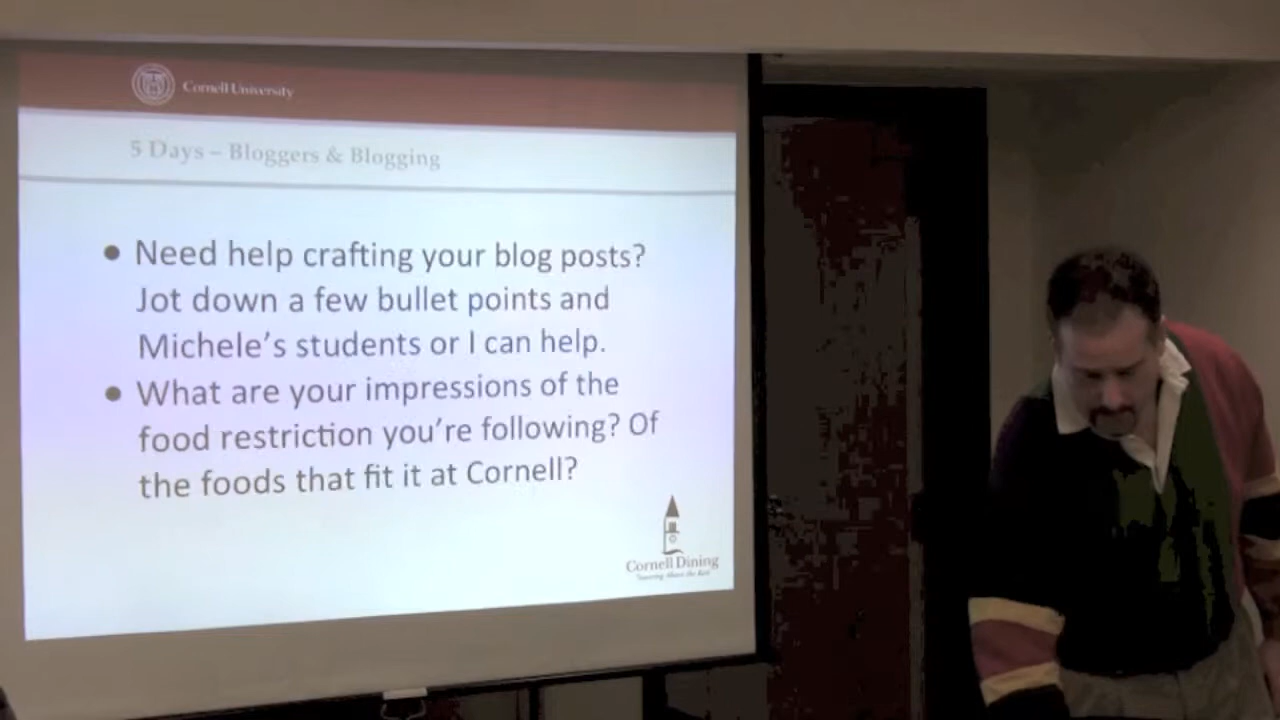 Cornell University
5 Days – Bloggers & Blogging
● Need help crafting your blog posts?
Jot down a few bullet points and
Michele's students or I can help.
● What are your impressions of the
food restriction you're following? Of
the foods that fit it at Cornell?
Cornell Dining